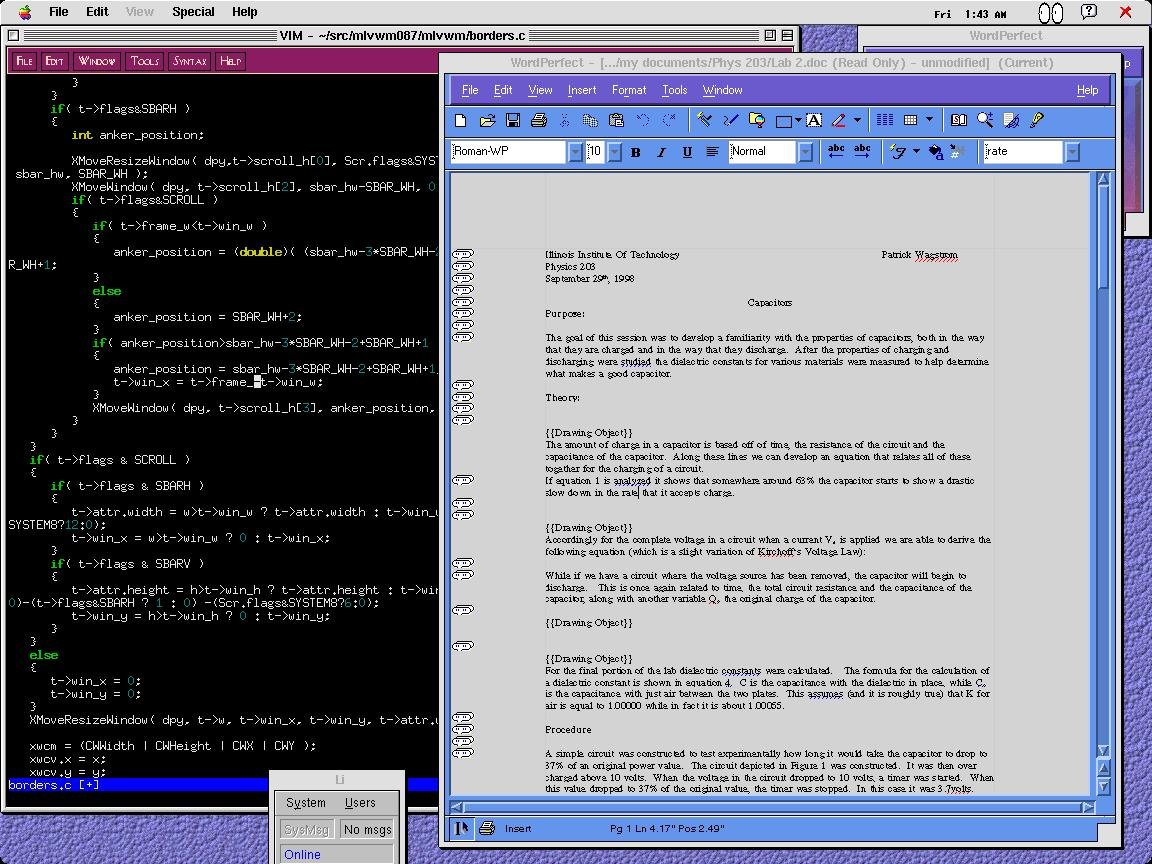 File Edit View Special Help
Fri 1:43 AM
VIM - ~/src/mlvwm087/mlvwm/borders.c
File Edit Window Tools Syntax Help
}
}
if( t->flags&SBARH )
{
int anker_position;
XMoveResizeWindow( dpy,t->scroll_h[0], Scr.flags&SYS
sbar_hw, SBAR_WH );
XMoveWindow( dpy, t->scroll_h[2], sbar_hw-SBAR_WH, 0
if( t->flags&SCROLL )
{
if( t->frame_w<t->win_w )
{
anker_position = (double)( (sbar_hw-3*SBAR_WH-2
R_WH+1;
}
else
{
anker_position = SBAR_WH+2;
}
if( anker_position>sbar_hw-3*SBAR_WH-2+SBAR_WH+1
{
anker_position = sbar_hw-3*SBAR_WH-2+SBAR_WH+1
t->win_x = t->frame_-t->win_w;
}
XMoveWindow( dpy, t->scroll_h[3], anker_position,
}
}
}
if( t->flags & SCROLL )
{
if( t->flags & SBARH )
{
t->attr.width = w>t->win_w ? t->attr.width : t->win_
SYSTEM8?12:0);
t->win_x = w>t->win_w ? 0 : t->win_x;
}
if( t->flags & SBARV )
{
t->attr.height = h>t->win_h ? t->attr.height : t->win
0)-(t->flags&SBARH ? 1 : 0) -(Scr.flags&SYSTEM8?6:0);
t->win_y = h>t->win_h ? 0 : t->win_y;
}
}
else
{
t->win_x = 0;
t->win_y = 0;
}
XMoveResizeWindow( dpy, t->w, t->win_x, t->win_y, t->attr.
xwcm = (CWWidth | CWHeight | CWX | CWY );
xwcv.x = x;
xwcv.y = y;
borders.c [+]
WordPerfect
p
WordPerfect - [.../my documents/Phys 203/Lab 2.doc (Read Only) - unmodified] (Current)
File Edit View Insert Format Tools Window Help
Roman-WP 10 B I U Normal abc abc rate
Illinois Institute Of Technology Patrick Wagstrom
Physics 203
September 29th, 1998
Capacitors
Purpose:
The goal of this session was to develop a familiarity with the properties of capacitors, both in the way
that they are charged and in the way that they discharge. After the properties of charging and
discharging were studied the dielectric constants for various materials were measured to help determine
what makes a good capacitor.
Theory:
{{Drawing Object}}
The amount of charge in a capacitor is based off of time, the resistance of the circuit and the
capacitance of the capacitor. Along these lines we can develop an equation that relates all of these
together for the charging of a circuit.
If equation 1 is analyzed it shows that somewhere around 63% the capacitor starts to show a drastic
slow down in the rate that it accepts charge.
{{Drawing Object}}
Accordingly for the complete voltage in a circuit when a current V is applied we are able to derive the
following equation (which is a slight variation of Kirchoff's Voltage Law):
While if we have a circuit where the voltage source has been removed, the capacitor will begin to
discharge. This is once again related to time, the total circuit resistance and the capacitance of the
capacitor, along with another variable Q, the original charge of the capacitor.
{{Drawing Object}}
{{Drawing Object}}
For the final portion of the lab dielectric constants were calculated. The formula for the calculation of
a dielectric constant is shown in equation 4, C is the capacitance with the dielectric in place, while C
is the capacitance with just air between the two plates. This assumes (and it is roughly true) that K for
air is equal to 1.00000 while in fact it is about 1.00055.
Procedure
A simple circuit was constructed to test experimentally how long it would take the capacitor to drop to
37% of an original power value. The circuit depicted in Figure 1 was constructed. It was then over
charged above 10 volts. When the voltage in the circuit dropped to 10 volts, a timer was started. When
this value dropped to 37% of the original value, the timer was stopped. In this case it was 3.7volts.
Insert Pg 1 Ln 4.17" Pos 2.49"
Li
System Users
SysMsg No msgs
Online